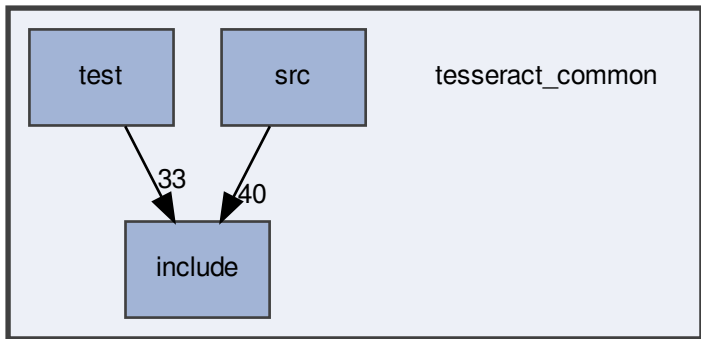 test
src
tesseract_common
33
40
include